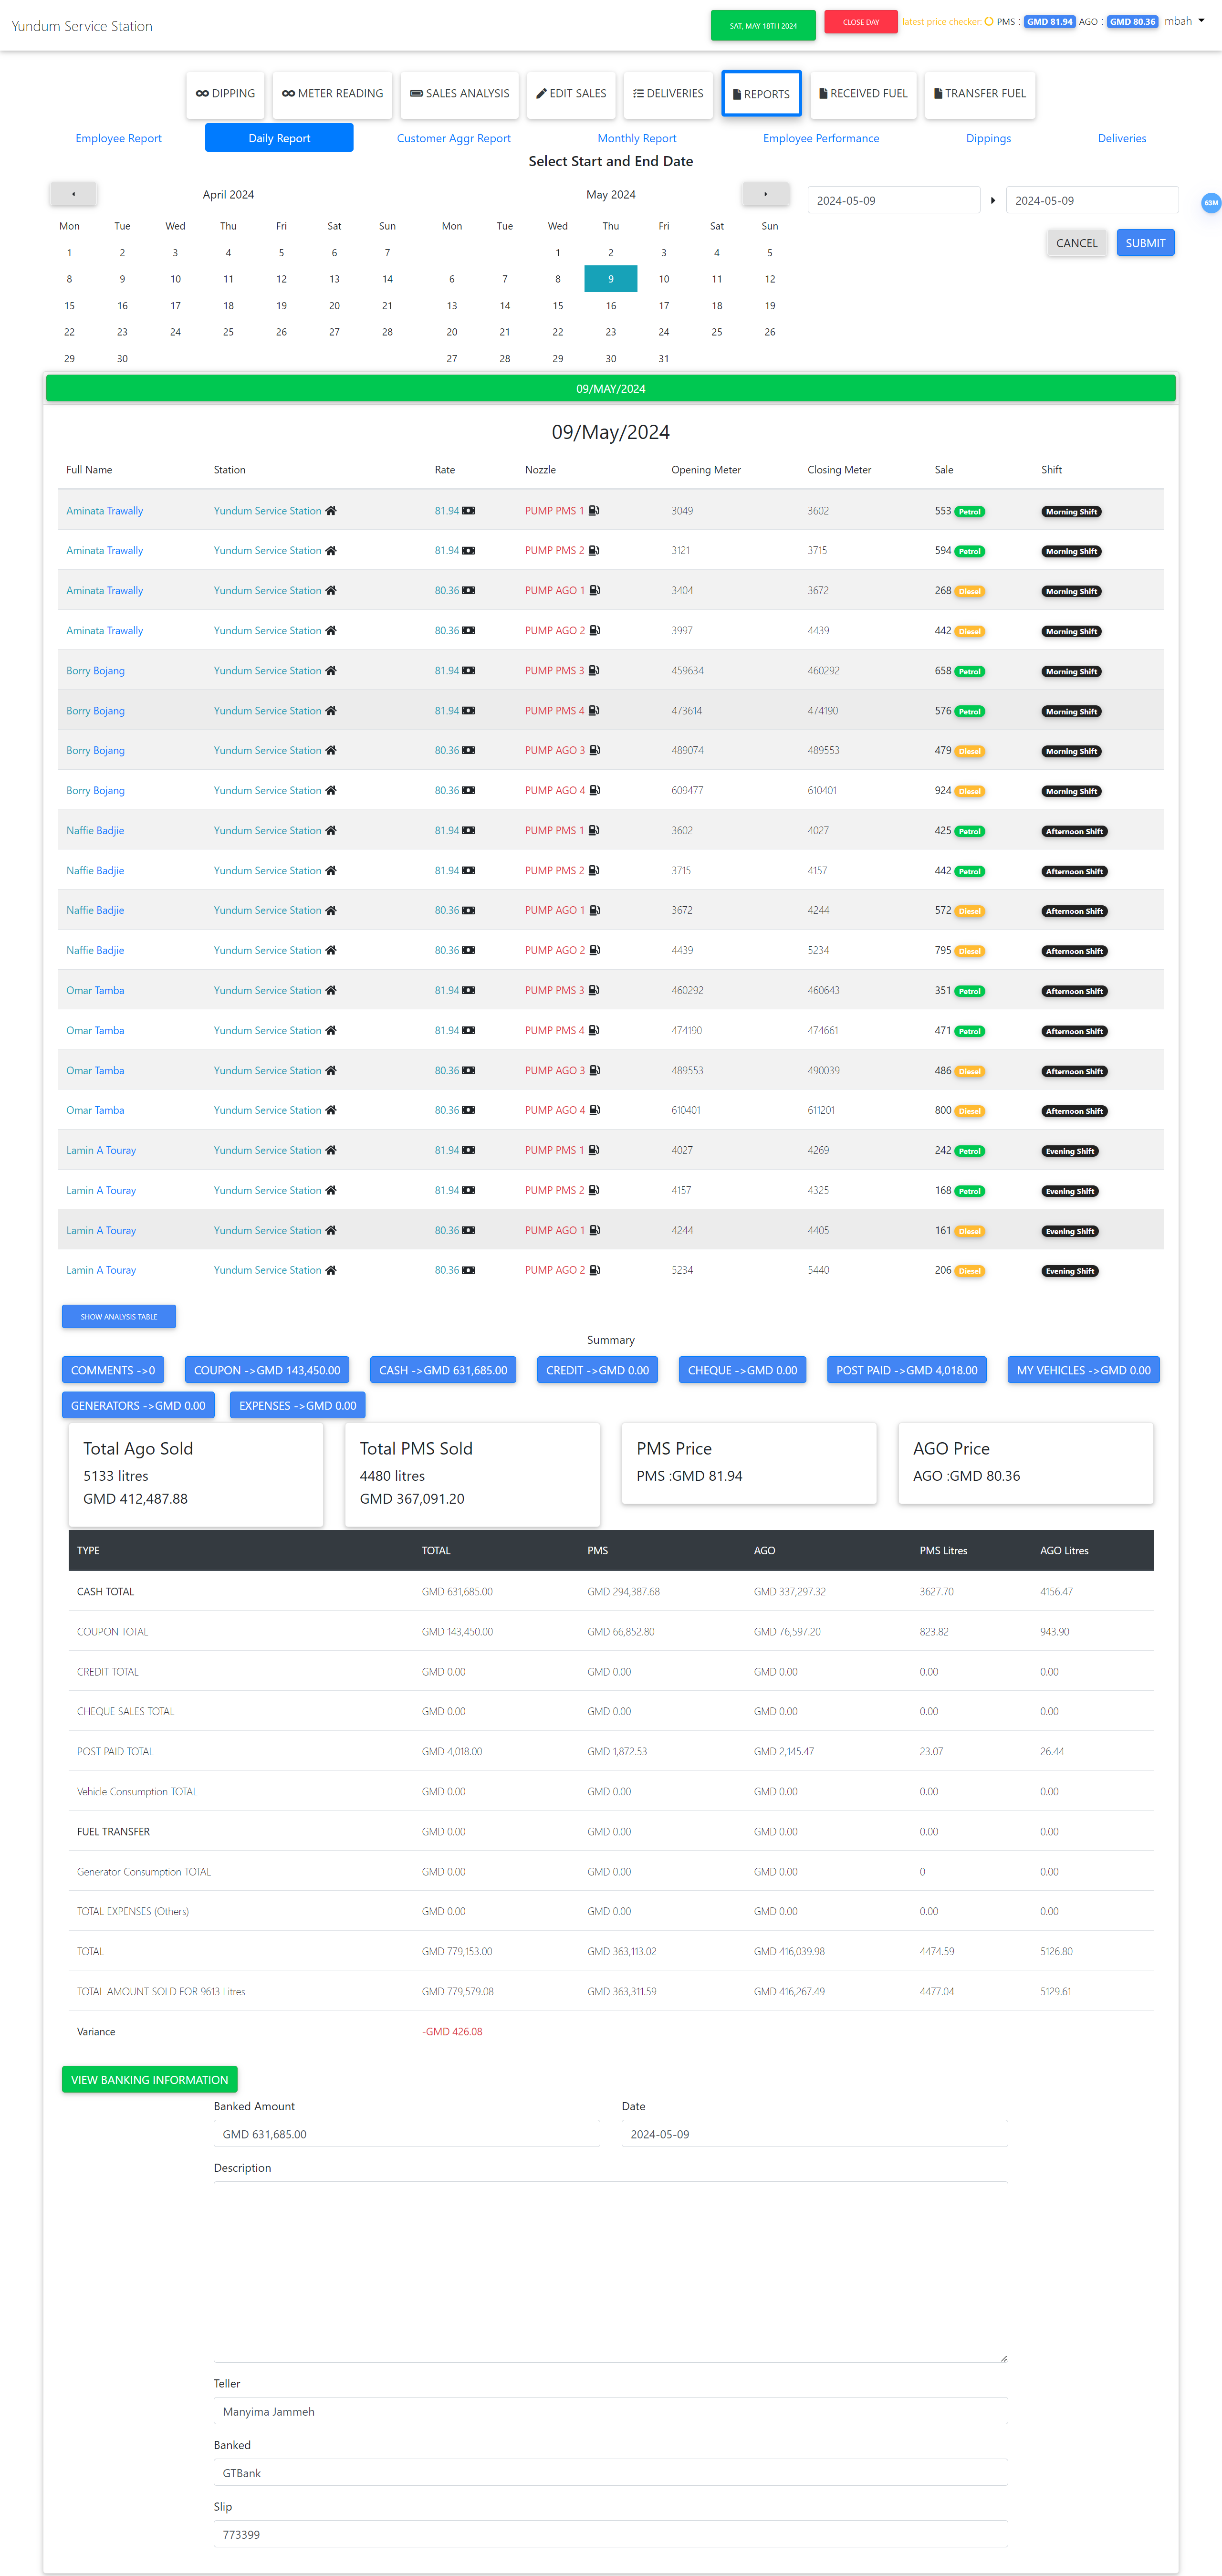 Yundum Service Station
SAT, MAY 18TH 2024 CLOSE DAY latest price checker: PMS : GMD 81.94 AGO : GMD 80.36 mbah
DIPPING METER READING SALES ANALYSIS EDIT SALES DELIVERIES REPORTS RECEIVED FUEL TRANSFER FUEL
Employee Report Daily Report Customer Aggr Report Monthly Report Employee Performance Dippings Deliveries
Select Start and End Date
April 2024 May 2024 2024-05-09 2024-05-09
63M
CANCEL SUBMIT
Mon Tue Wed Thu Fri Sat Sun Mon Tue Wed Thu Fri Sat Sun
1 2 3 4 5 6 7 1 2 3 4 5
8 9 10 11 12 13 14 6 7 8 9 10 11 12
15 16 17 18 19 20 21 13 14 15 16 17 18 19
22 23 24 25 26 27 28 20 21 22 23 24 25 26
29 30 27 28 29 30 31
09/MAY/2024
09/May/2024
Full Name Station Rate Nozzle Opening Meter Closing Meter Sale Shift
Aminata Trawally Yundum Service Station 81.94 PUMP PMS 1 3049 3602 553 Petrol Morning Shift
Aminata Trawally Yundum Service Station 81.94 PUMP PMS 2 3121 3715 594 Petrol Morning Shift
Aminata Trawally Yundum Service Station 80.36 PUMP AGO 1 3404 3672 268 Diesel Morning Shift
Aminata Trawally Yundum Service Station 80.36 PUMP AGO 2 3997 4439 442 Diesel Morning Shift
Borry Bojang Yundum Service Station 81.94 PUMP PMS 3 459634 460292 658 Petrol Morning Shift
Borry Bojang Yundum Service Station 81.94 PUMP PMS 4 473614 474190 576 Petrol Morning Shift
Borry Bojang Yundum Service Station 80.36 PUMP AGO 3 489074 489553 479 Diesel Morning Shift
Borry Bojang Yundum Service Station 80.36 PUMP AGO 4 609477 610401 924 Diesel Morning Shift
Naffie Badjie Yundum Service Station 81.94 PUMP PMS 1 3602 4027 425 Petrol Afternoon Shift
Naffie Badjie Yundum Service Station 81.94 PUMP PMS 2 3715 4157 442 Petrol Afternoon Shift
Naffie Badjie Yundum Service Station 80.36 PUMP AGO 1 3672 4244 572 Diesel Afternoon Shift
Naffie Badjie Yundum Service Station 80.36 PUMP AGO 2 4439 5234 795 Diesel Afternoon Shift
Omar Tamba Yundum Service Station 81.94 PUMP PMS 3 460292 460643 351 Petrol Afternoon Shift
Omar Tamba Yundum Service Station 81.94 PUMP PMS 4 474190 474661 471 Petrol Afternoon Shift
Omar Tamba Yundum Service Station 80.36 PUMP AGO 3 489553 490039 486 Diesel Afternoon Shift
Omar Tamba Yundum Service Station 80.36 PUMP AGO 4 610401 611201 800 Diesel Afternoon Shift
Lamin A Touray Yundum Service Station 81.94 PUMP PMS 1 4027 4269 242 Petrol Evening Shift
Lamin A Touray Yundum Service Station 81.94 PUMP PMS 2 4157 4325 168 Petrol Evening Shift
Lamin A Touray Yundum Service Station 80.36 PUMP AGO 1 4244 4405 161 Diesel Evening Shift
Lamin A Touray Yundum Service Station 80.36 PUMP AGO 2 5234 5440 206 Diesel Evening Shift
SHOW ANALYSIS TABLE
Summary
COMMENTS ->0 COUPON ->GMD 143,450.00 CASH ->GMD 631,685.00 CREDIT ->GMD 0.00 CHEQUE ->GMD 0.00 POST PAID ->GMD 4,018.00 MY VEHICLES ->GMD 0.00
GENERATORS ->GMD 0.00 EXPENSES ->GMD 0.00
Total Ago Sold Total PMS Sold PMS Price AGO Price
5133 litres 4480 litres PMS :GMD 81.94 AGO :GMD 80.36
GMD 412,487.88 GMD 367,091.20
TYPE TOTAL PMS AGO PMS Litres AGO Litres
CASH TOTAL GMD 631,685.00 GMD 294,387.68 GMD 337,297.32 3627.70 4156.47
COUPON TOTAL GMD 143,450.00 GMD 66,852.80 GMD 76,597.20 823.82 943.90
CREDIT TOTAL GMD 0.00 GMD 0.00 GMD 0.00 0.00 0.00
CHEQUE SALES TOTAL GMD 0.00 GMD 0.00 GMD 0.00 0.00 0.00
POST PAID TOTAL GMD 4,018.00 GMD 1,872.53 GMD 2,145.47 23.07 26.44
Vehicle Consumption TOTAL GMD 0.00 GMD 0.00 GMD 0.00 0.00 0.00
FUEL TRANSFER GMD 0.00 GMD 0.00 GMD 0.00 0.00 0.00
Generator Consumption TOTAL GMD 0.00 GMD 0.00 GMD 0.00 0 0.00
TOTAL EXPENSES (Others) GMD 0.00 GMD 0.00 GMD 0.00 0.00 0.00
TOTAL GMD 779,153.00 GMD 363,113.02 GMD 416,039.98 4474.59 5126.80
TOTAL AMOUNT SOLD FOR 9613 Litres GMD 779,579.08 GMD 363,311.59 GMD 416,267.49 4477.04 5129.61
Variance -GMD 426.08
VIEW BANKING INFORMATION
Banked Amount Date
GMD 631,685.00 2024-05-09
Description
Teller
Manyima Jammeh
Banked
GTBank
Slip
773399